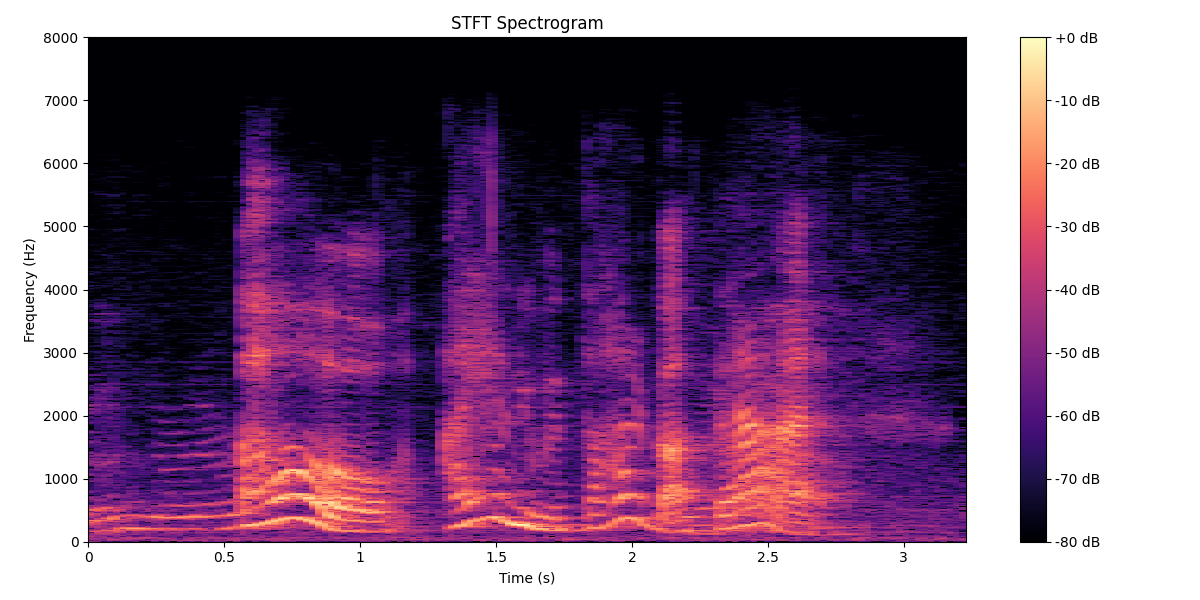 STFT Spectrogram
Frequency (Hz)
8000
7000
6000
5000
4000
3000
2000
1000
0
0
0.5
1
1.5
2
2.5
3
Time (s)
+0 dB
-10 dB
-20 dB
-30 dB
-40 dB
-50 dB
-60 dB
-70 dB
-80 dB